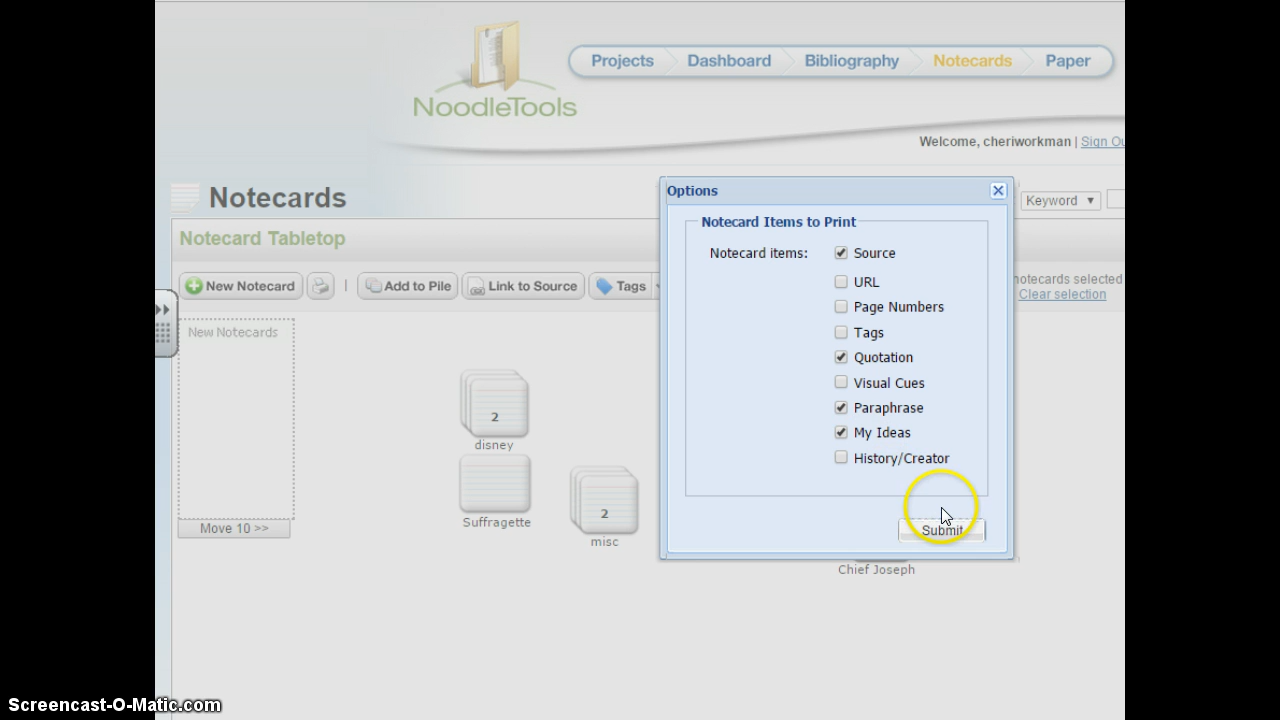 Projects
Dashboard
Bibliography
Notecards
Paper
NoodleTools
Welcome, cheriworkman | Sign Ou
Notecards
Keyword
Notecard Tabletop
New Notecard
Add to Pile
Link to Source
Tags
notecards selected
Clear selection
New Notecards
2
disney
Suffragette
2
misc
Move 10 >>
Chief Joseph
Options
Notecard Items to Print
Notecard items:
Source
URL
Page Numbers
Tags
Quotation
Visual Cues
Paraphrase
My Ideas
History/Creator
Submit
Screencast-O-Matic.com